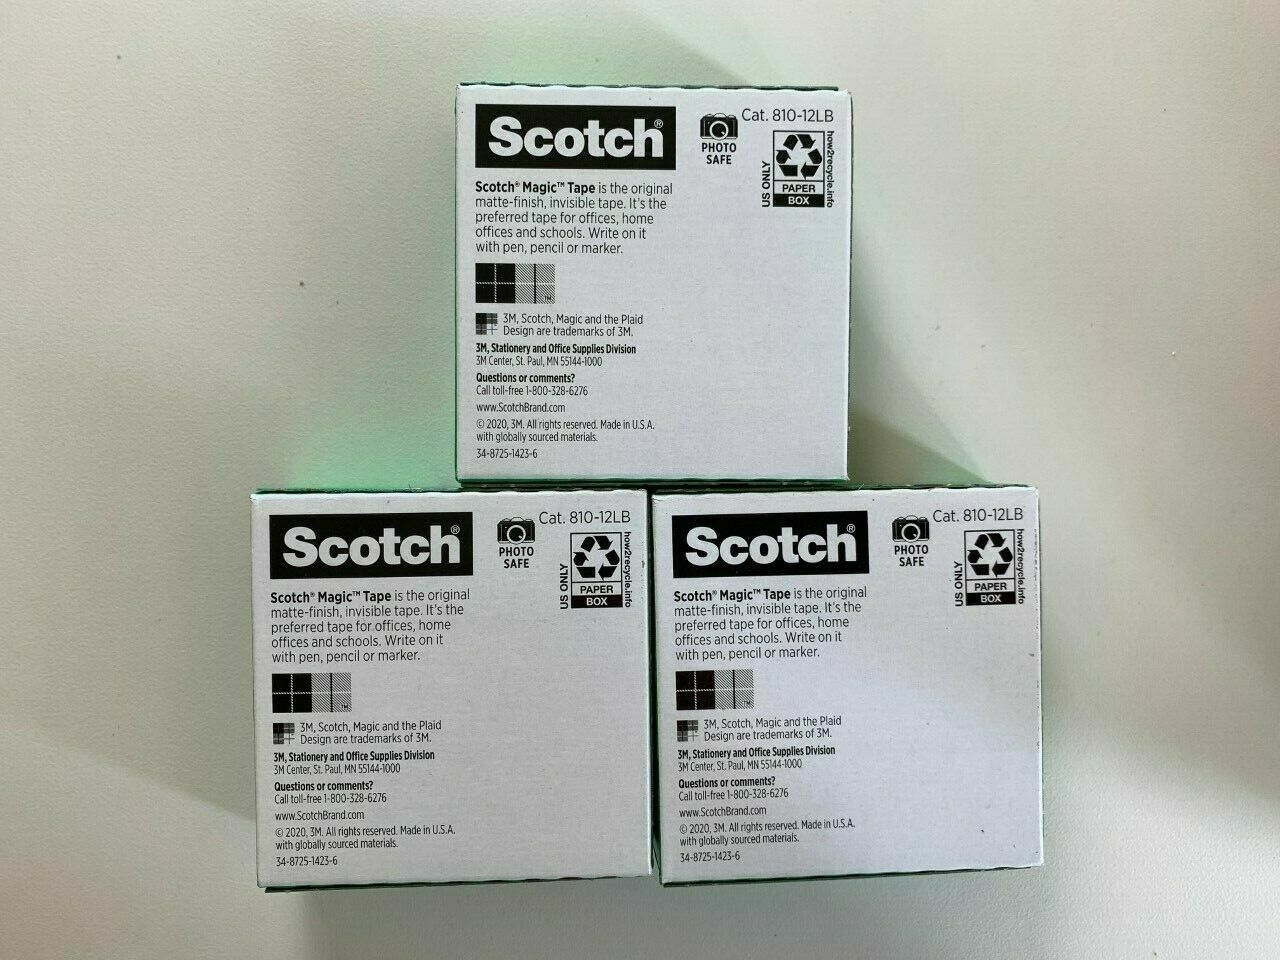 Scotch®
PHOTO
SAFE
Cat. 810-12LB
US ONLY
PAPER
BOX
how2recycle.info
Scotch® Magic™ Tape is the original
matte-finish, invisible tape. It's the
preferred tape for offices, home
offices and schools. Write on it
with pen, pencil or marker.
TM
3M, Scotch, Magic and the Plaid
Design are trademarks of 3M.
3M, Stationery and Office Supplies Division
3M Center, St. Paul, MN 55144-1000
Questions or comments?
Call toll-free 1-800-328-6276
www.ScotchBrand.com
© 2020, 3M. All rights reserved. Made in U.S.A.
with globally sourced materials.
34-8725-1423-6
Scotch®
PHOTO
SAFE
Cat. 810-12LB
US ONLY
PAPER
BOX
how2recycle.info
Scotch® Magic™ Tape is the original
matte-finish, invisible tape. It's the
preferred tape for offices, home
offices and schools. Write on it
with pen, pencil or marker.
TM
3M, Scotch, Magic and the Plaid
Design are trademarks of 3M.
3M, Stationery and Office Supplies Division
3M Center, St. Paul, MN 55144-1000
Questions or comments?
Call toll-free 1-800-328-6276
www.ScotchBrand.com
© 2020, 3M. All rights reserved. Made in U.S.A.
with globally sourced materials.
34-8725-1423-6
Scotch®
PHOTO
SAFE
Cat. 810-12LB
US ONLY
PAPER
BOX
how2recycle.info
Scotch® Magic™ Tape is the original
matte-finish, invisible tape. It's the
preferred tape for offices, home
offices and schools. Write on it
with pen, pencil or marker.
TM
3M, Scotch, Magic and the Plaid
Design are trademarks of 3M.
3M, Stationery and Office Supplies Division
3M Center, St. Paul, MN 55144-1000
Questions or comments?
Call toll-free 1-800-328-6276
www.ScotchBrand.com
© 2020, 3M. All rights reserved. Made in U.S.A.
with globally sourced materials.
34-8725-1423-6